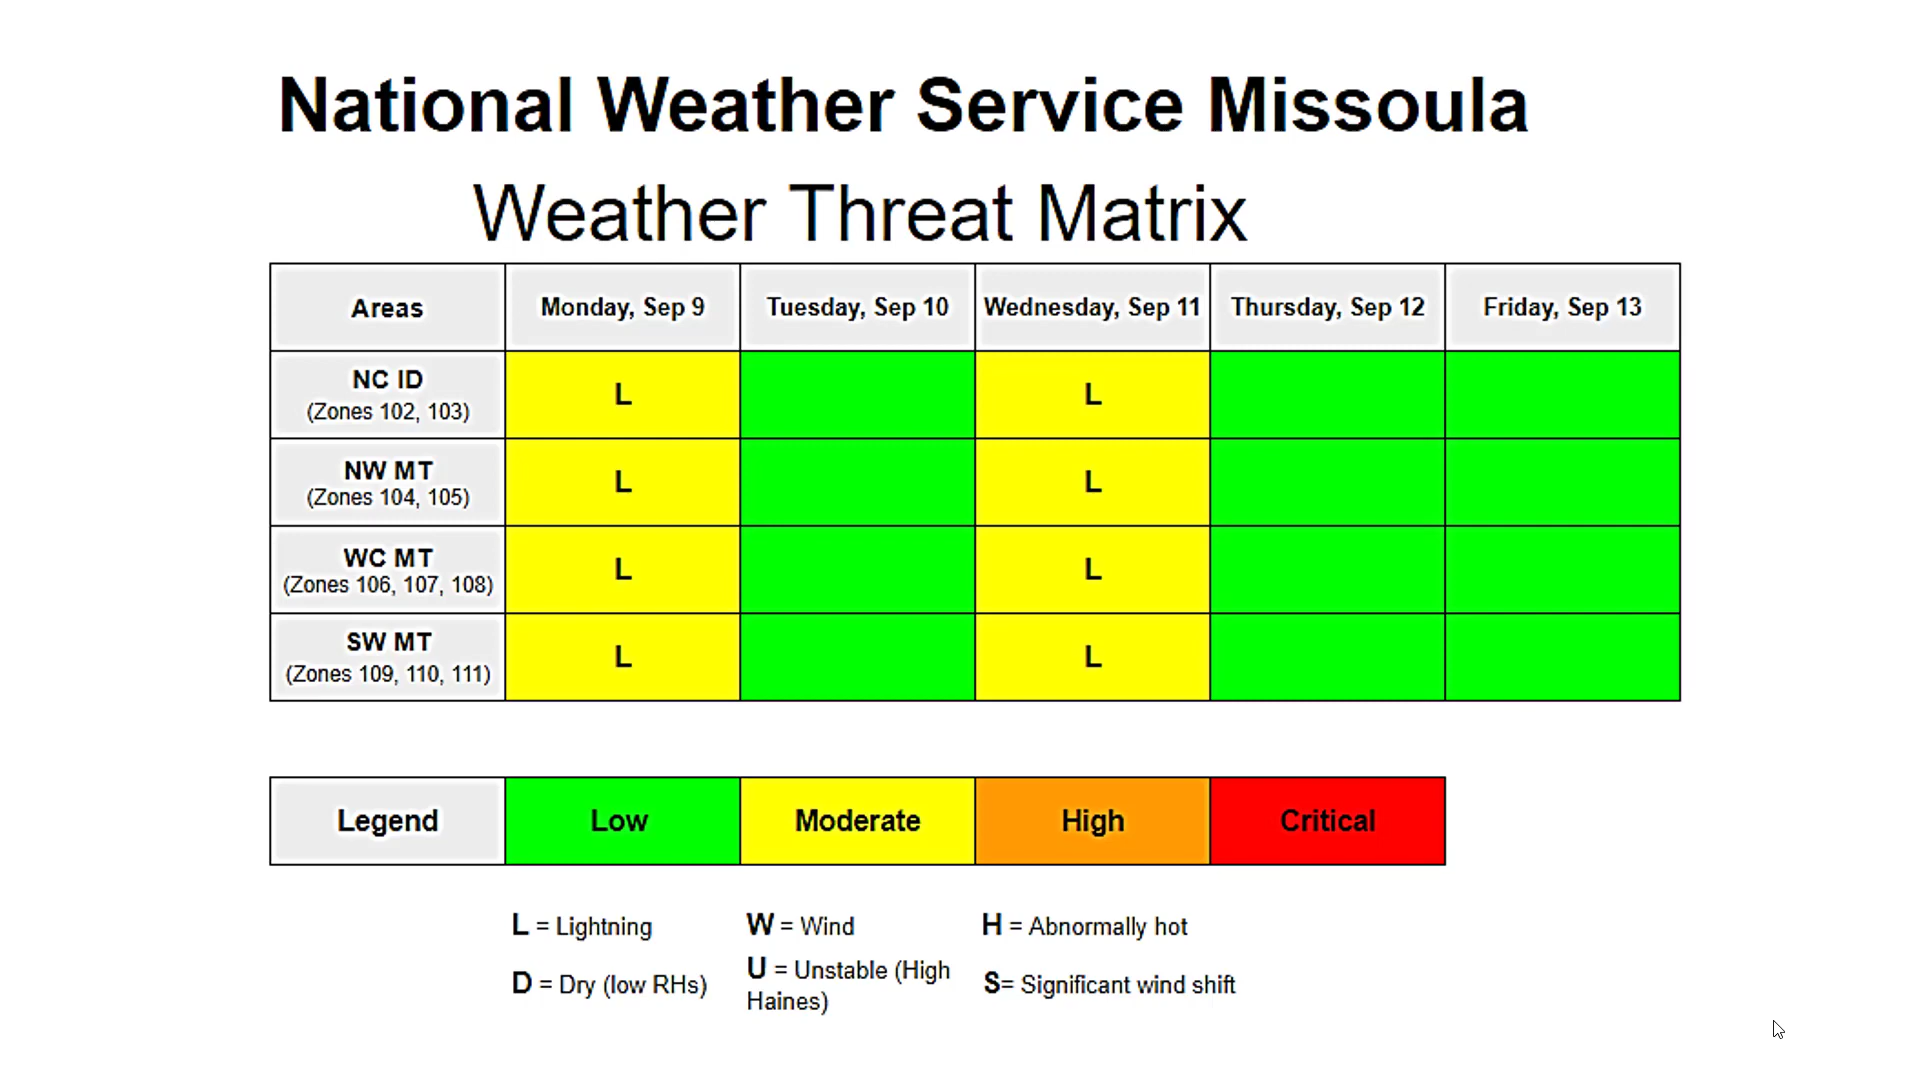 National Weather Service Missoula
Weather Threat Matrix
Areas Monday, Sep 9 Tuesday, Sep 10 Wednesday, Sep 11 Thursday, Sep 12 Friday, Sep 13
NC ID
(Zones 102, 103)
L L
NW MT
(Zones 104, 105)
L L
WC MT
(Zones 106, 107, 108)
L L
SW MT
(Zones 109, 110, 111)
L L
Legend Low Moderate High Critical
L = Lightning W = Wind H = Abnormally hot
D = Dry (low RHs) U = Unstable (High
Haines) S= Significant wind shift